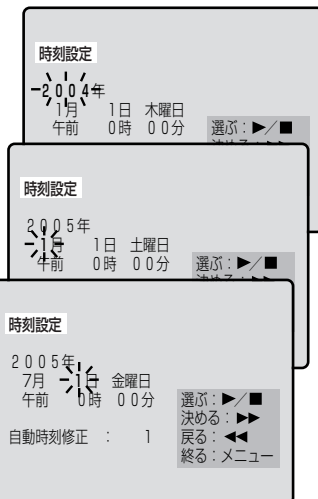 時刻設定
2004年
1月 1日 木曜日
午前 0時 00分
選ぶ:▶/■
時刻設定
2005年
1月 1日 土曜日
午前 0時 00分
選ぶ:▶/■
時刻設定
2005年
7月 1日 金曜日
午前 0時 00分
自動時刻修正 : 1
選ぶ:▶/■
決める:▶▶
戻る:◀◀
終る:メニュー